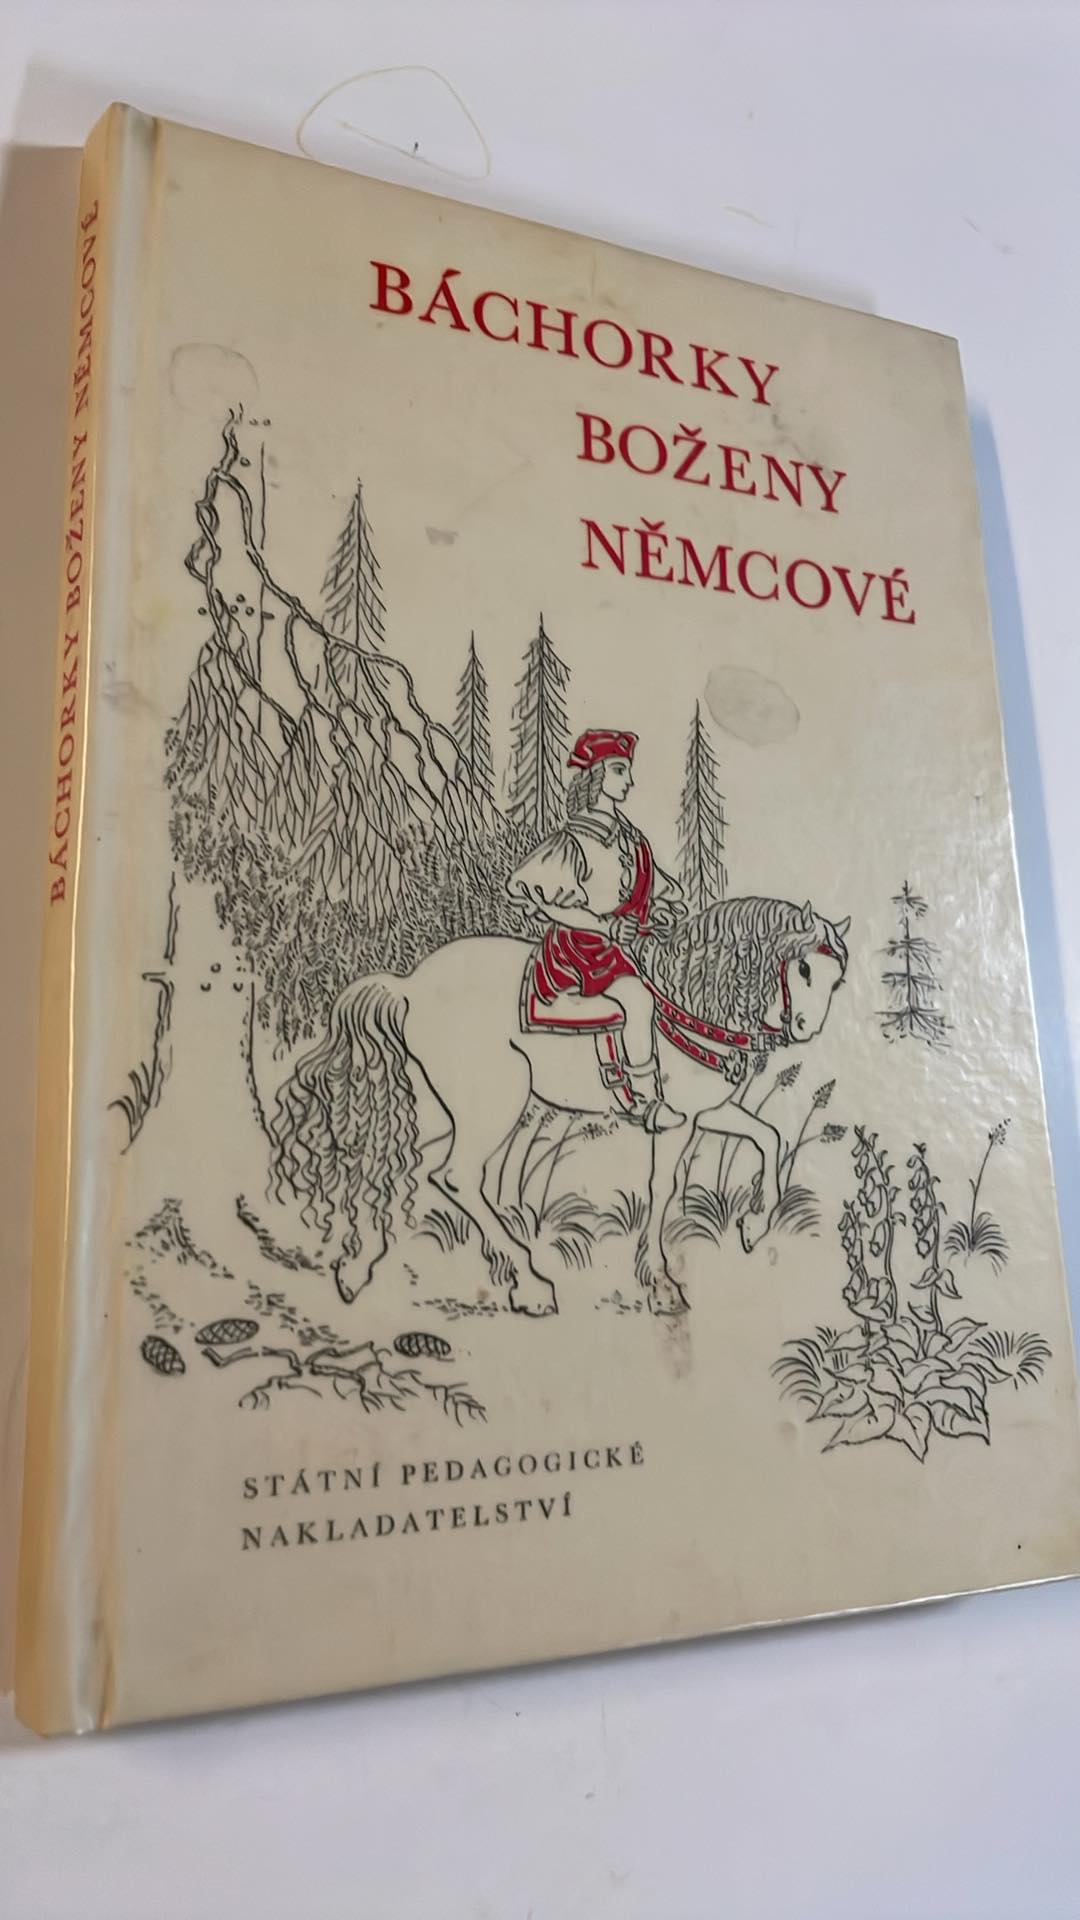 BÁCHORKY BOŽENY NĚMCOVÉ
BÁCHORKY
BOŽENY
NĚMCOVÉ
STÁTNÍ PEDAGOGICKÉ
NAKLADATELSTVÍ